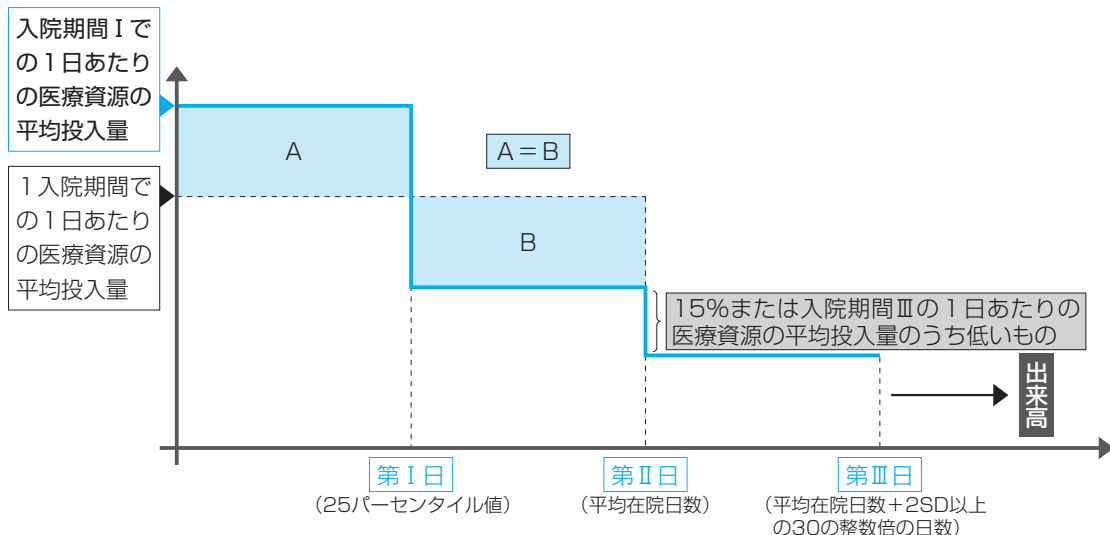 入院期間Ⅰで
の1日あたり
の医療資源の
平均投入量
1入院期間で
の1日あたり
の医療資源の
平均投入量
A
A=B
B
15%または入院期間Ⅲの1日あたりの
医療資源の平均投入量のうち低いもの
出来高
第Ⅰ日
(25パーセンタイル値)
第Ⅱ日
(平均在院日数)
第Ⅲ日
(平均在院日数+2SD以上
の30の整数倍の日数)